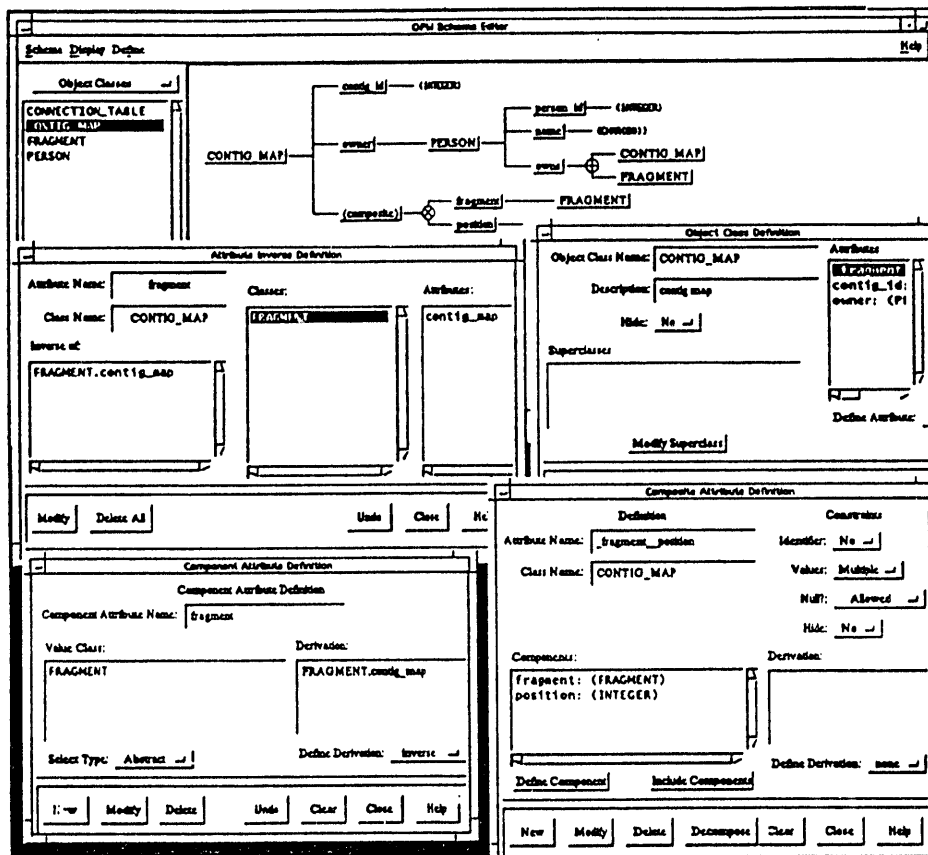 OPM Schema Editor
Schema Display Define Help
Object Classes
CONNECTION_TABLE
CONTIG_MAP
FRAGMENT
PERSON
contig_id (INTEGER)
person_id (INTEGER)
owner PERSON name
CONTIG_MAP
owns CONTIG_MAP
FRAGMENT
(composite) fragment FRAGMENT
position
Attribute Inverse Definition
Attribute Name: fragment
Class Name: CONTIG_MAP
Classes:
Attributes:
FRAGMENT
contig_map
Inverse of:
FRAGMENT.contig_map
Modify Delete All Undo Close Hel
Object Class Definition
Object Class Name: CONTIG_MAP
Attributes
fragment
contig_id:
owner: (PE
Description: contig map
Hide: No
Superclasses
Define Attribute:
Modify Superclass
Component Attribute Definition
Component Attribute Definition
Component Attribute Name: fragment
Value Class:
Derivation:
FRAGMENT
FRAGMENT.contig_map
Select Type: Abstract
Define Derivation: inverse
Modify Delete Undo Clear Close Help
Composite Attribute Definition
Definition
Constraints
Attribute Name: _fragment__position
Identifier: No
Class Name: CONTIG_MAP
Values: Multiple
Null?: Allowed
Hide: No
Components:
Derivation:
fragment: (FRAGMENT)
position: (INTEGER)
Define Derivation: none
Define Component Include Components
New Modify Delete Decompose Clear Close Help